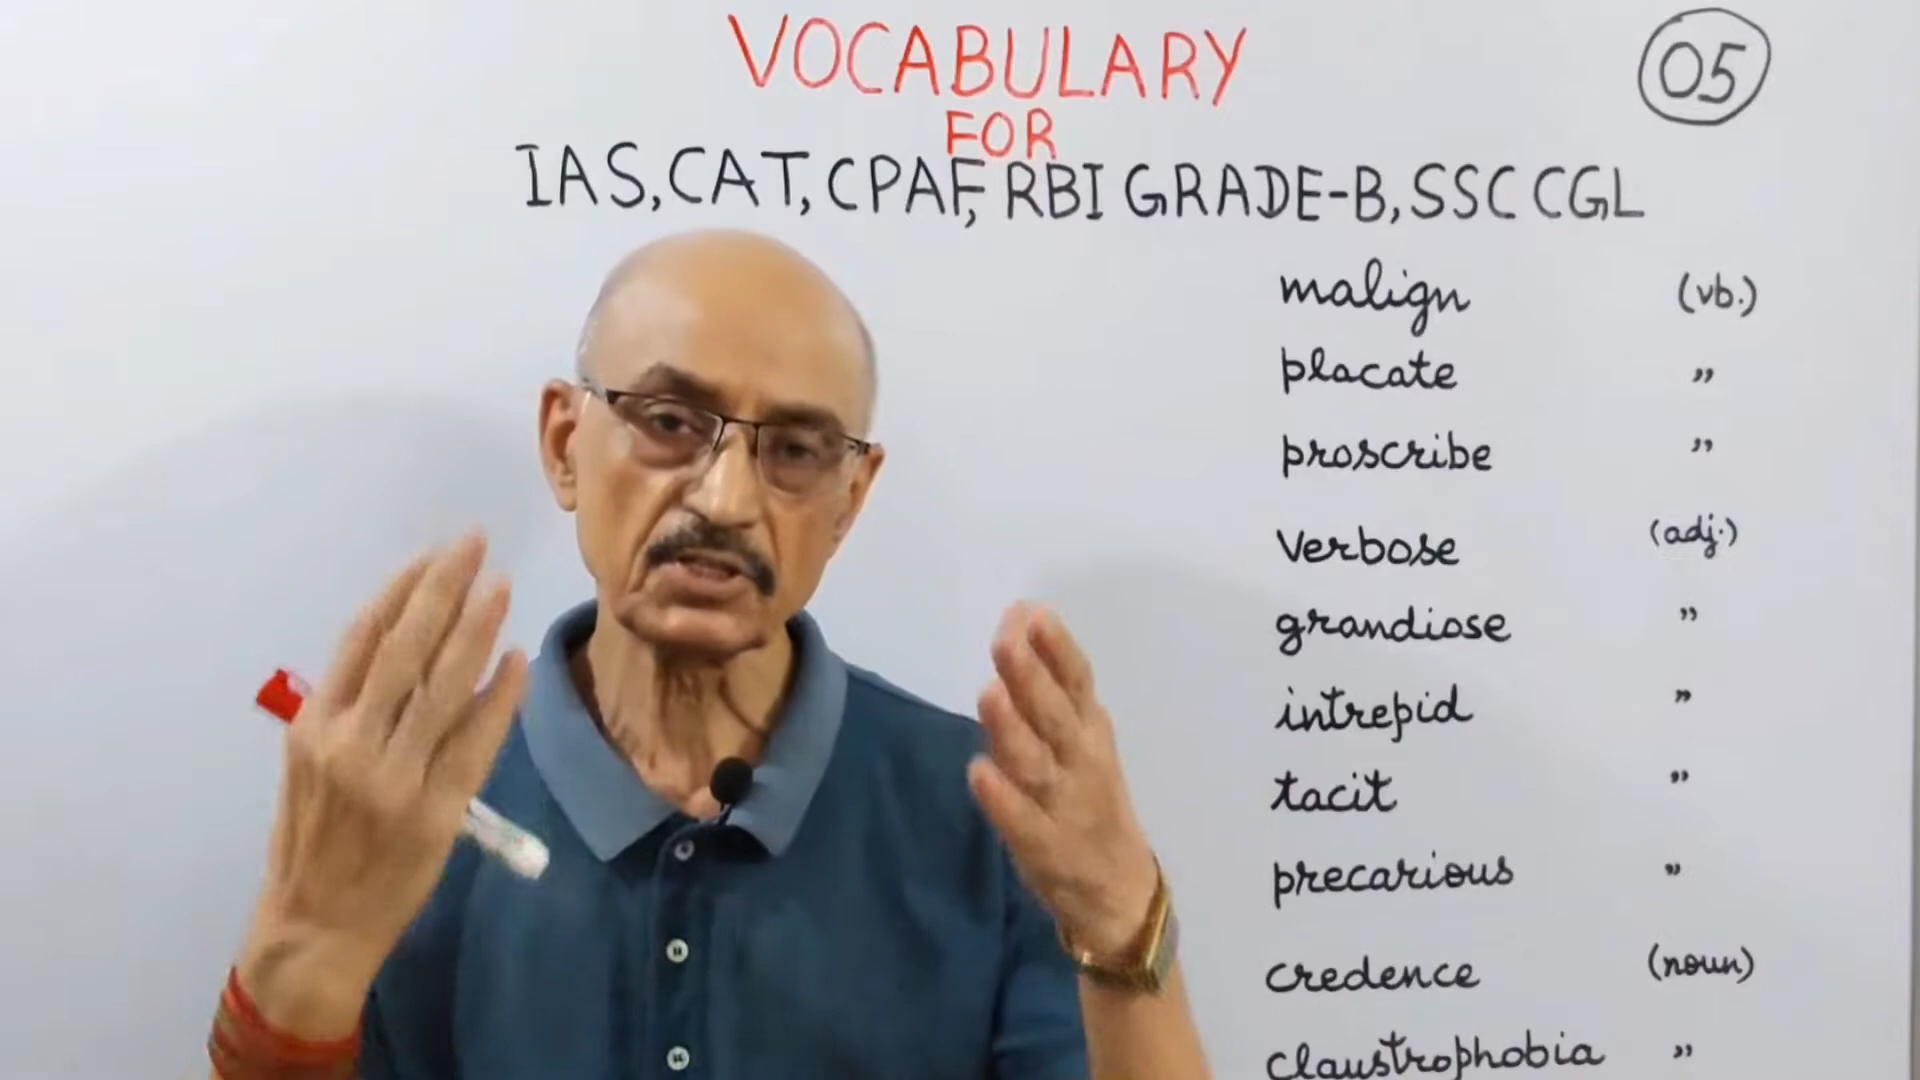 VOCABULARY
05
FOR
IAS, CAT, CPAF, RBI GRADE-B, SSC CGL
malign (vb.)
placate "
proscribe "
Verbose (adj.)
grandiose "
intrepid "
tacit "
precarious "
credence (noun)
claustrophobia "